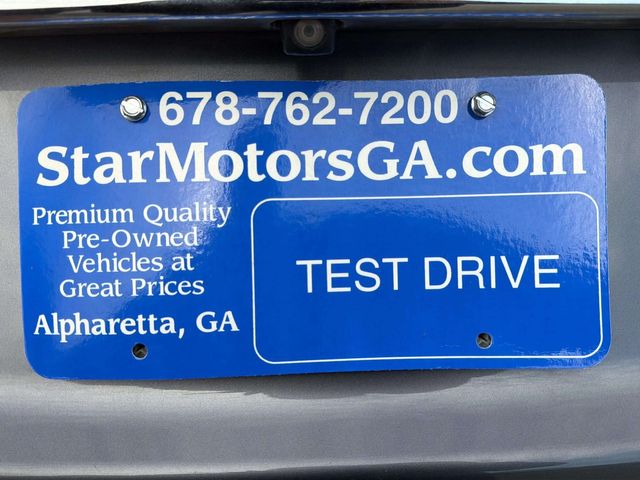 678-762-7200
StarMotorsGA.com
Premium Quality
Pre-Owned
Vehicles at
Great Prices
Alpharetta, GA
TEST DRIVE